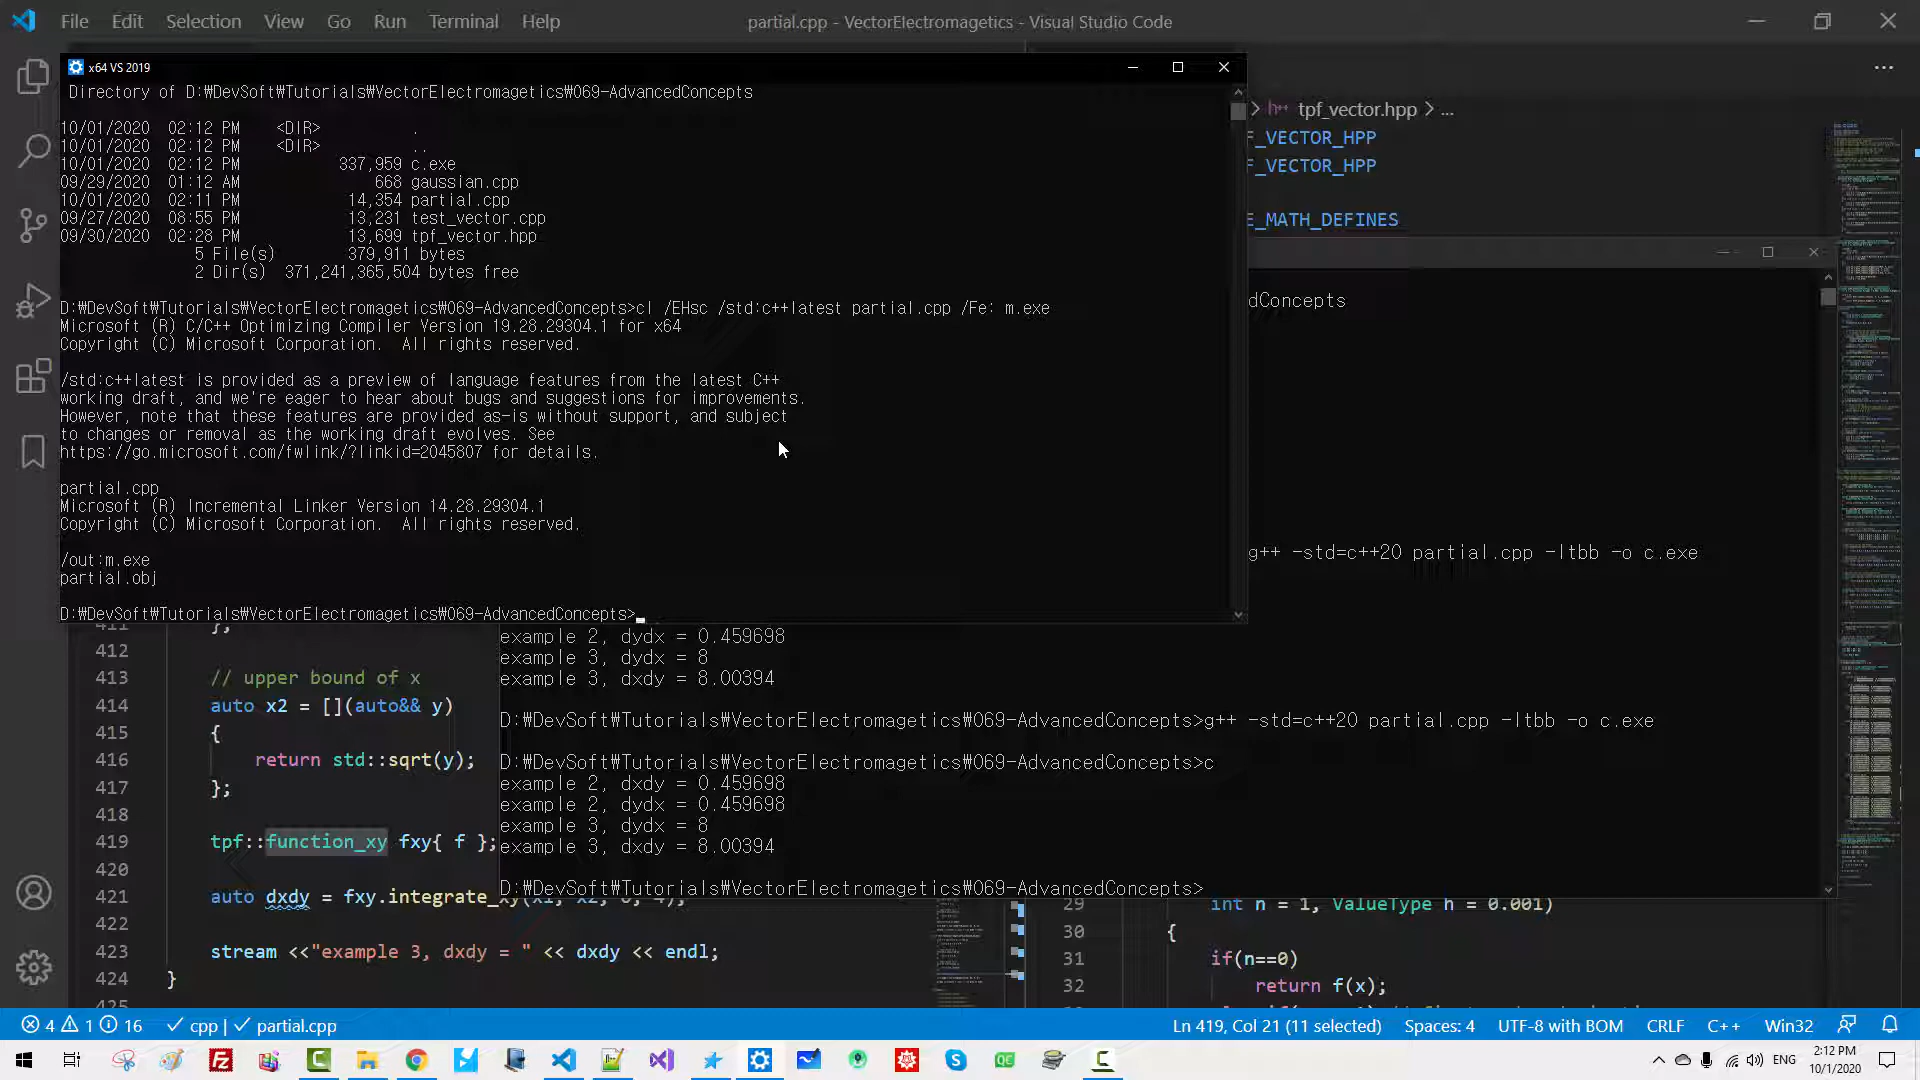 File Edit Selection View Go Run Terminal Help
partial.cpp - VectorElectromagetics - Visual Studio Code
x64 VS 2019
Directory of D:₩DevSoft₩Tutorials₩VectorElectromagetics₩069-AdvancedConcepts
10/01/2020 02:12 PM <DIR> .
10/01/2020 02:12 PM <DIR> ..
10/01/2020 02:12 PM 337,959 c.exe
09/29/2020 01:12 AM 668 gaussian.cpp
10/01/2020 02:11 PM 14,354 partial.cpp
09/27/2020 08:55 PM 13,231 test_vector.cpp
09/30/2020 02:28 PM 13,699 tpf_vector.hpp
5 File(s) 379,911 bytes
2 Dir(s) 371,241,365,504 bytes free
D:₩DevSoft₩Tutorials₩VectorElectromagetics₩069-AdvancedConcepts>cl /EHsc /std:c++latest partial.cpp /Fe: m.exe
Microsoft (R) C/C++ Optimizing Compiler Version 19.28.29304.1 for x64
Copyright (C) Microsoft Corporation. All rights reserved.
/std:c++latest is provided as a preview of language features from the latest C++
working draft, and we're eager to hear about bugs and suggestions for improvements.
However, note that these features are provided as-is without support, and subject
to changes or removal as the working draft evolves. See
https://go.microsoft.com/fwlink/?linkid=2045807 for details.
partial.cpp
Microsoft (R) Incremental Linker Version 14.28.29304.1
Copyright (C) Microsoft Corporation. All rights reserved.
/out:m.exe
partial.obj
D:₩DevSoft₩Tutorials₩VectorElectromagetics₩069-AdvancedConcepts>
> h++ tpf_vector.hpp > ...
F_VECTOR_HPP
F_VECTOR_HPP
E_MATH_DEFINES
dConcepts
g++ -std=c++20 partial.cpp -ltbb -o c.exe
example 2, dydx = 0.459698
example 3, dydx = 8
example 3, dxdy = 8.00394
D:₩DevSoft₩Tutorials₩VectorElectromagetics₩069-AdvancedConcepts>g++ -std=c++20 partial.cpp -ltbb -o c.exe
D:₩DevSoft₩Tutorials₩VectorElectromagetics₩069-AdvancedConcepts>c
example 2, dxdy = 0.459698
example 2, dydx = 0.459698
example 3, dydx = 8
example 3, dxdy = 8.00394
D:₩DevSoft₩Tutorials₩VectorElectromagetics₩069-AdvancedConcepts>
411 };
412
413 // upper bound of x
414 auto x2 = [](auto&& y)
415 {
416 return std::sqrt(y);
417 };
418
419 tpf::function_xy fxy{ f };
420
421 auto dxdy = fxy.integrate_xy(x1, x2, 0, 4);
422
423 stream <<"example 3, dxdy = " << dxdy << endl;
424 }
425
29 int n = 1, ValueType h = 0.001)
30 {
31 if(n==0)
32 return f(x);
4 1 16 cpp | partial.cpp
Ln 419, Col 21 (11 selected) Spaces: 4 UTF-8 with BOM CRLF C++ Win32
ENG 2:12 PM
10/1/2020